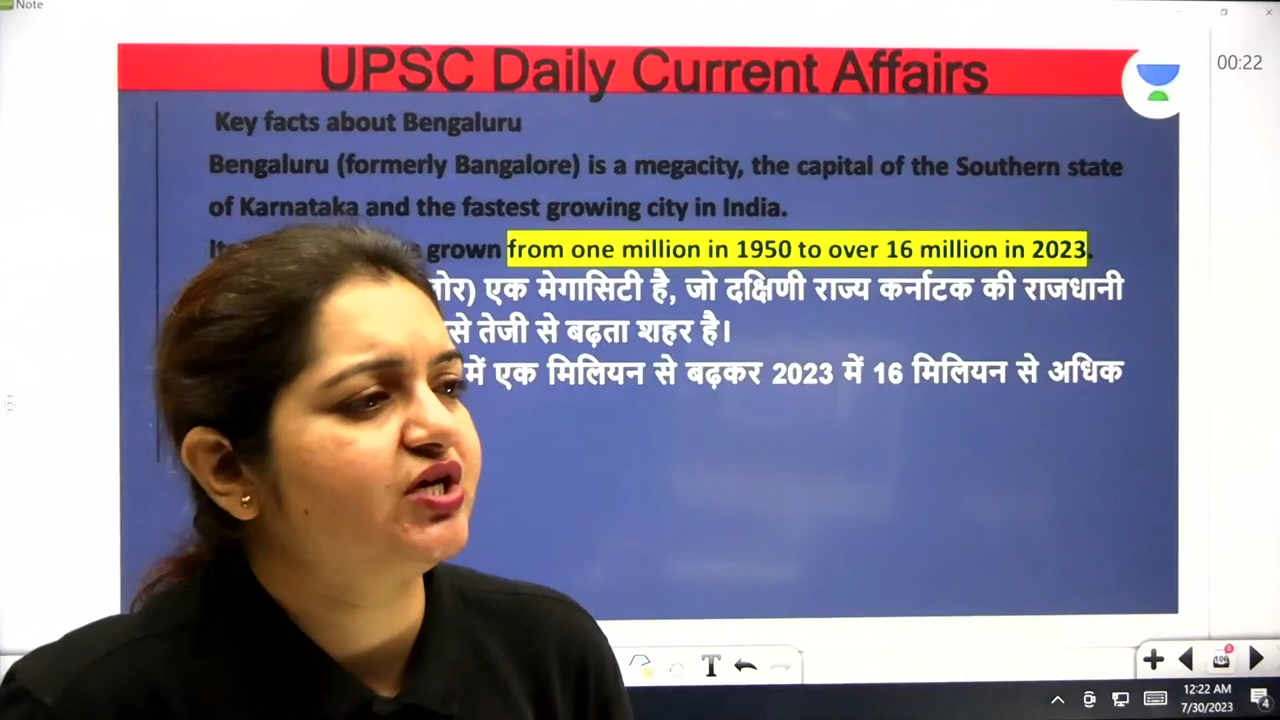 Note
UPSC Daily Current Affairs
00:22
Key facts about Bengaluru
Bengaluru (formerly Bangalore) is a megacity, the capital of the Southern state
of Karnataka and the fastest growing city in India.
grown from one million in 1950 to over 16 million in 2023.
एक मेगासिटी है, जो दक्षिणी राज्य कर्नाटक की राजधानी
से तेजी से बढ़ता शहर है।
में एक मिलियन से बढ़कर 2023 में 16 मिलियन से अधिक
T
12:22 AM
7/30/2023
4